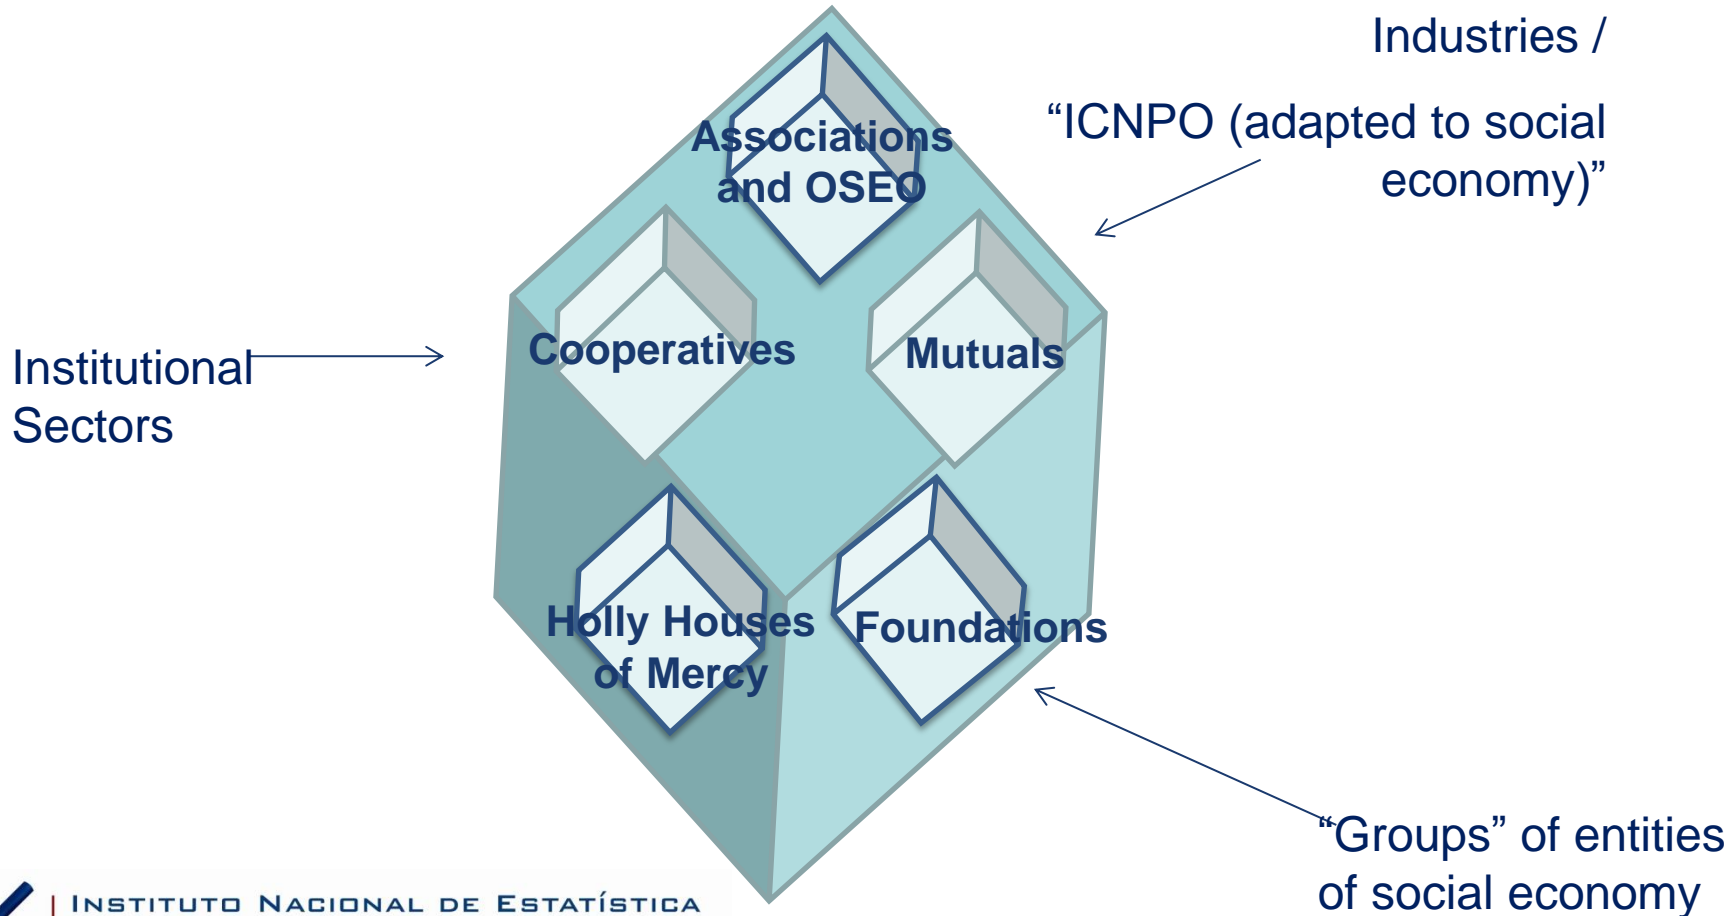 Industries /
“ICNPO (adapted to social
economy)”
Associations
and OSEO
Cooperatives
Mutuals
Institutional
Sectors
Holly Houses
of Mercy
Foundations
“Groups” of entities
of social economy
INSTITUTO NACIONAL DE ESTATÍSTICA